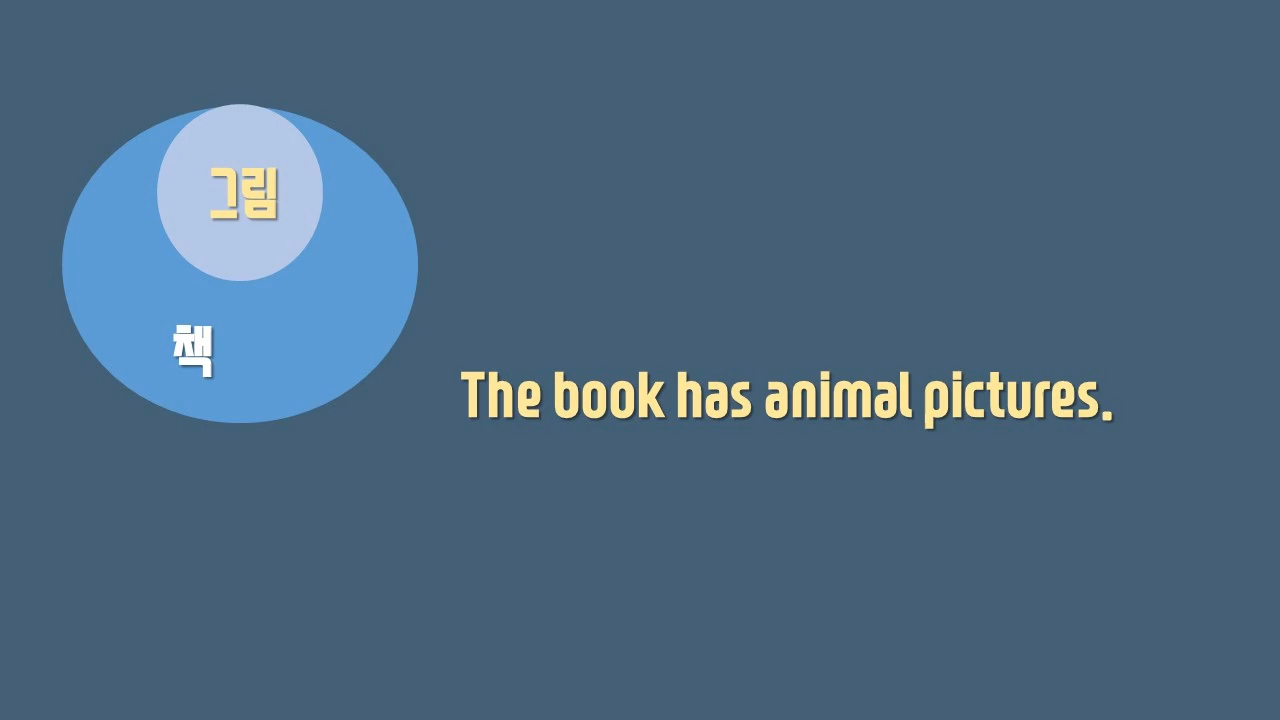 그림
책
The book has animal pictures.